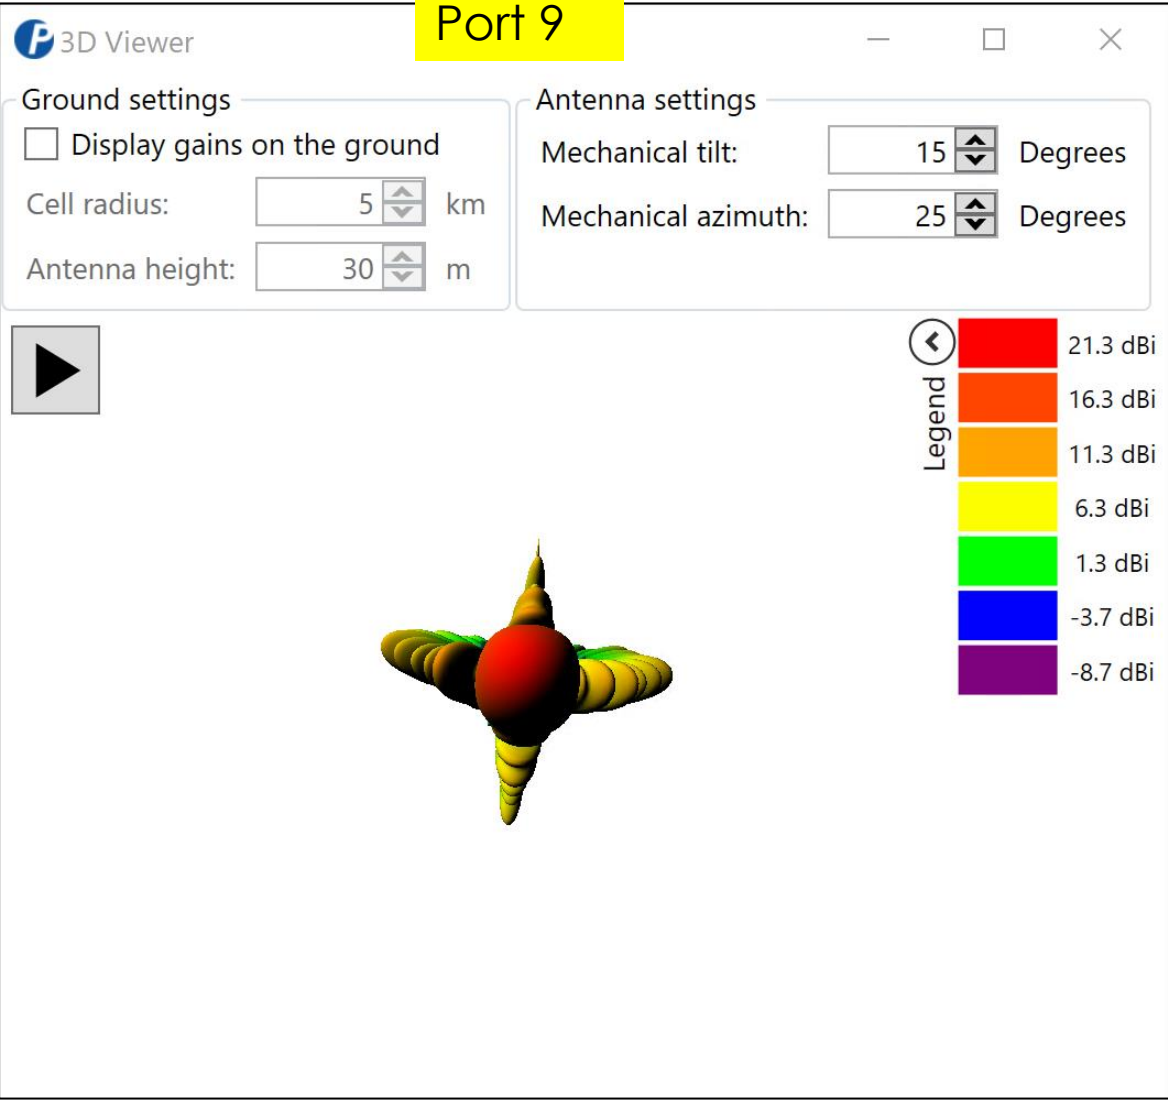 Port 9
3D Viewer
Ground settings
Display gains on the ground
Cell radius: 5 km
Antenna height: 30 m
Antenna settings
Mechanical tilt: 15 Degrees
Mechanical azimuth: 25 Degrees
Legend
21.3 dBi
16.3 dBi
11.3 dBi
6.3 dBi
1.3 dBi
-3.7 dBi
-8.7 dBi